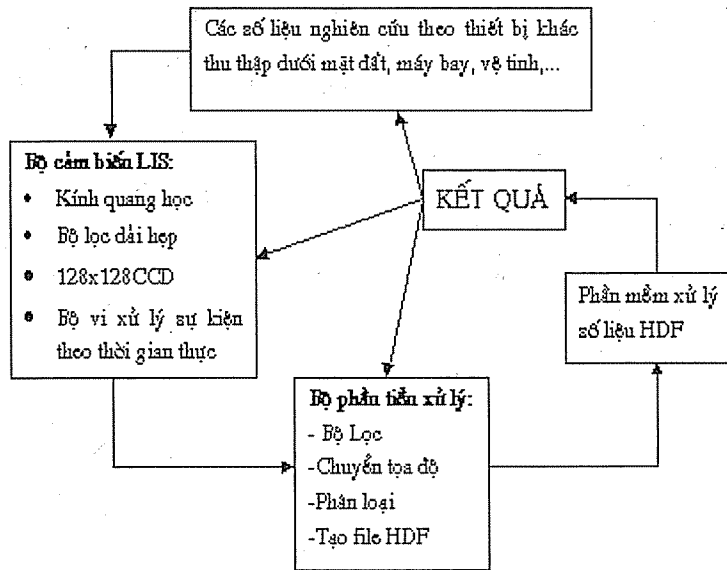 Các số liệu nghiên cứu theo thiết bị khác
thu thập dưới mặt đất, máy bay, vệ tinh,...
Bộ cảm biến LIS:
• Kính quang học
• Bộ lọc dải hẹp
• 128x128CCD
• Bộ vi xử lý sự kiện
theo thời gian thực
KẾT QUẢ
Phần mềm xử lý
số liệu HDF
Bộ phần tiền xử lý:
- Bộ Lọc
-Chuyển tọa độ
-Phân loại
-Tạo file HDF